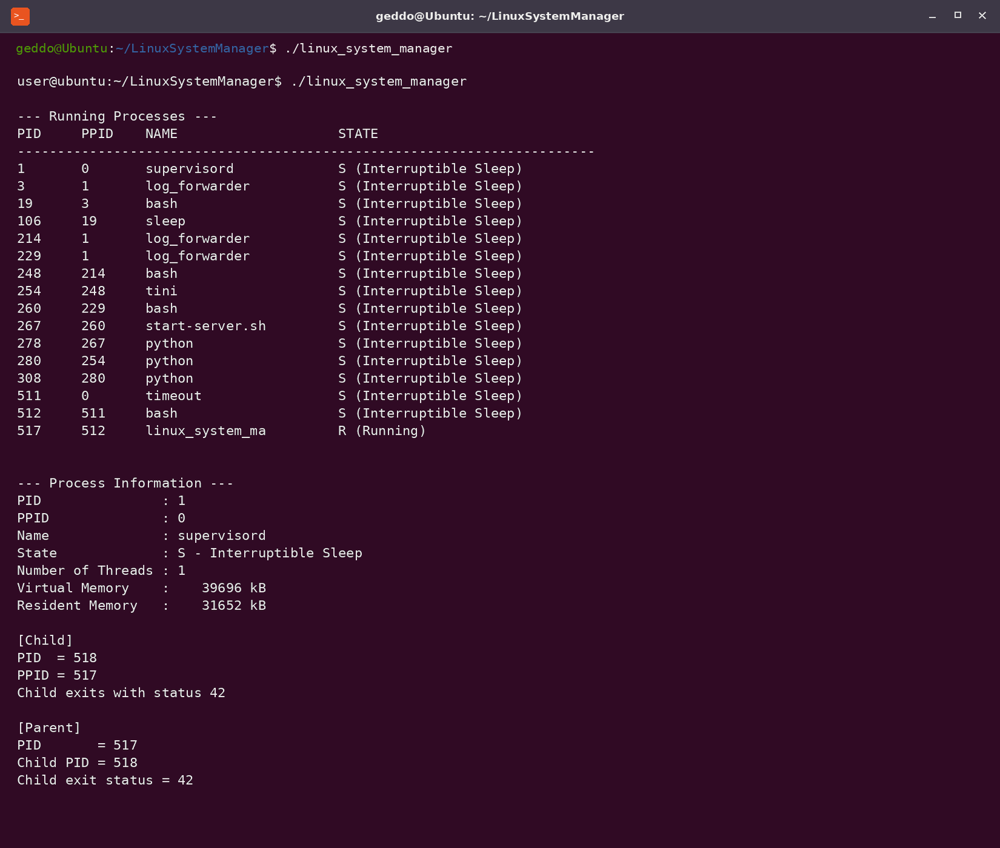 >_
geddo@Ubuntu: ~/LinuxSystemManager
geddo@Ubuntu:~/LinuxSystemManager$ ./linux_system_manager
user@ubuntu:~/LinuxSystemManager$ ./linux_system_manager
--- Running Processes ---
PID     PPID    NAME                    STATE
------------------------------------------------------------------------
1       0       supervisord             S (Interruptible Sleep)
3       1       log_forwarder           S (Interruptible Sleep)
19      3       bash                    S (Interruptible Sleep)
106     19      sleep                   S (Interruptible Sleep)
214     1       log_forwarder           S (Interruptible Sleep)
229     1       log_forwarder           S (Interruptible Sleep)
248     214     bash                    S (Interruptible Sleep)
254     248     tini                    S (Interruptible Sleep)
260     229     bash                    S (Interruptible Sleep)
267     260     start-server.sh         S (Interruptible Sleep)
278     267     python                  S (Interruptible Sleep)
280     254     python                  S (Interruptible Sleep)
308     280     python                  S (Interruptible Sleep)
511     0       timeout                 S (Interruptible Sleep)
512     511     bash                    S (Interruptible Sleep)
517     512     linux_system_ma         R (Running)
--- Process Information ---
PID               : 1
PPID              : 0
Name              : supervisord
State             : S - Interruptible Sleep
Number of Threads : 1
Virtual Memory    :    39696 kB
Resident Memory   :    31652 kB
[Child]
PID  = 518
PPID = 517
Child exits with status 42
[Parent]
PID       = 517
Child PID = 518
Child exit status = 42